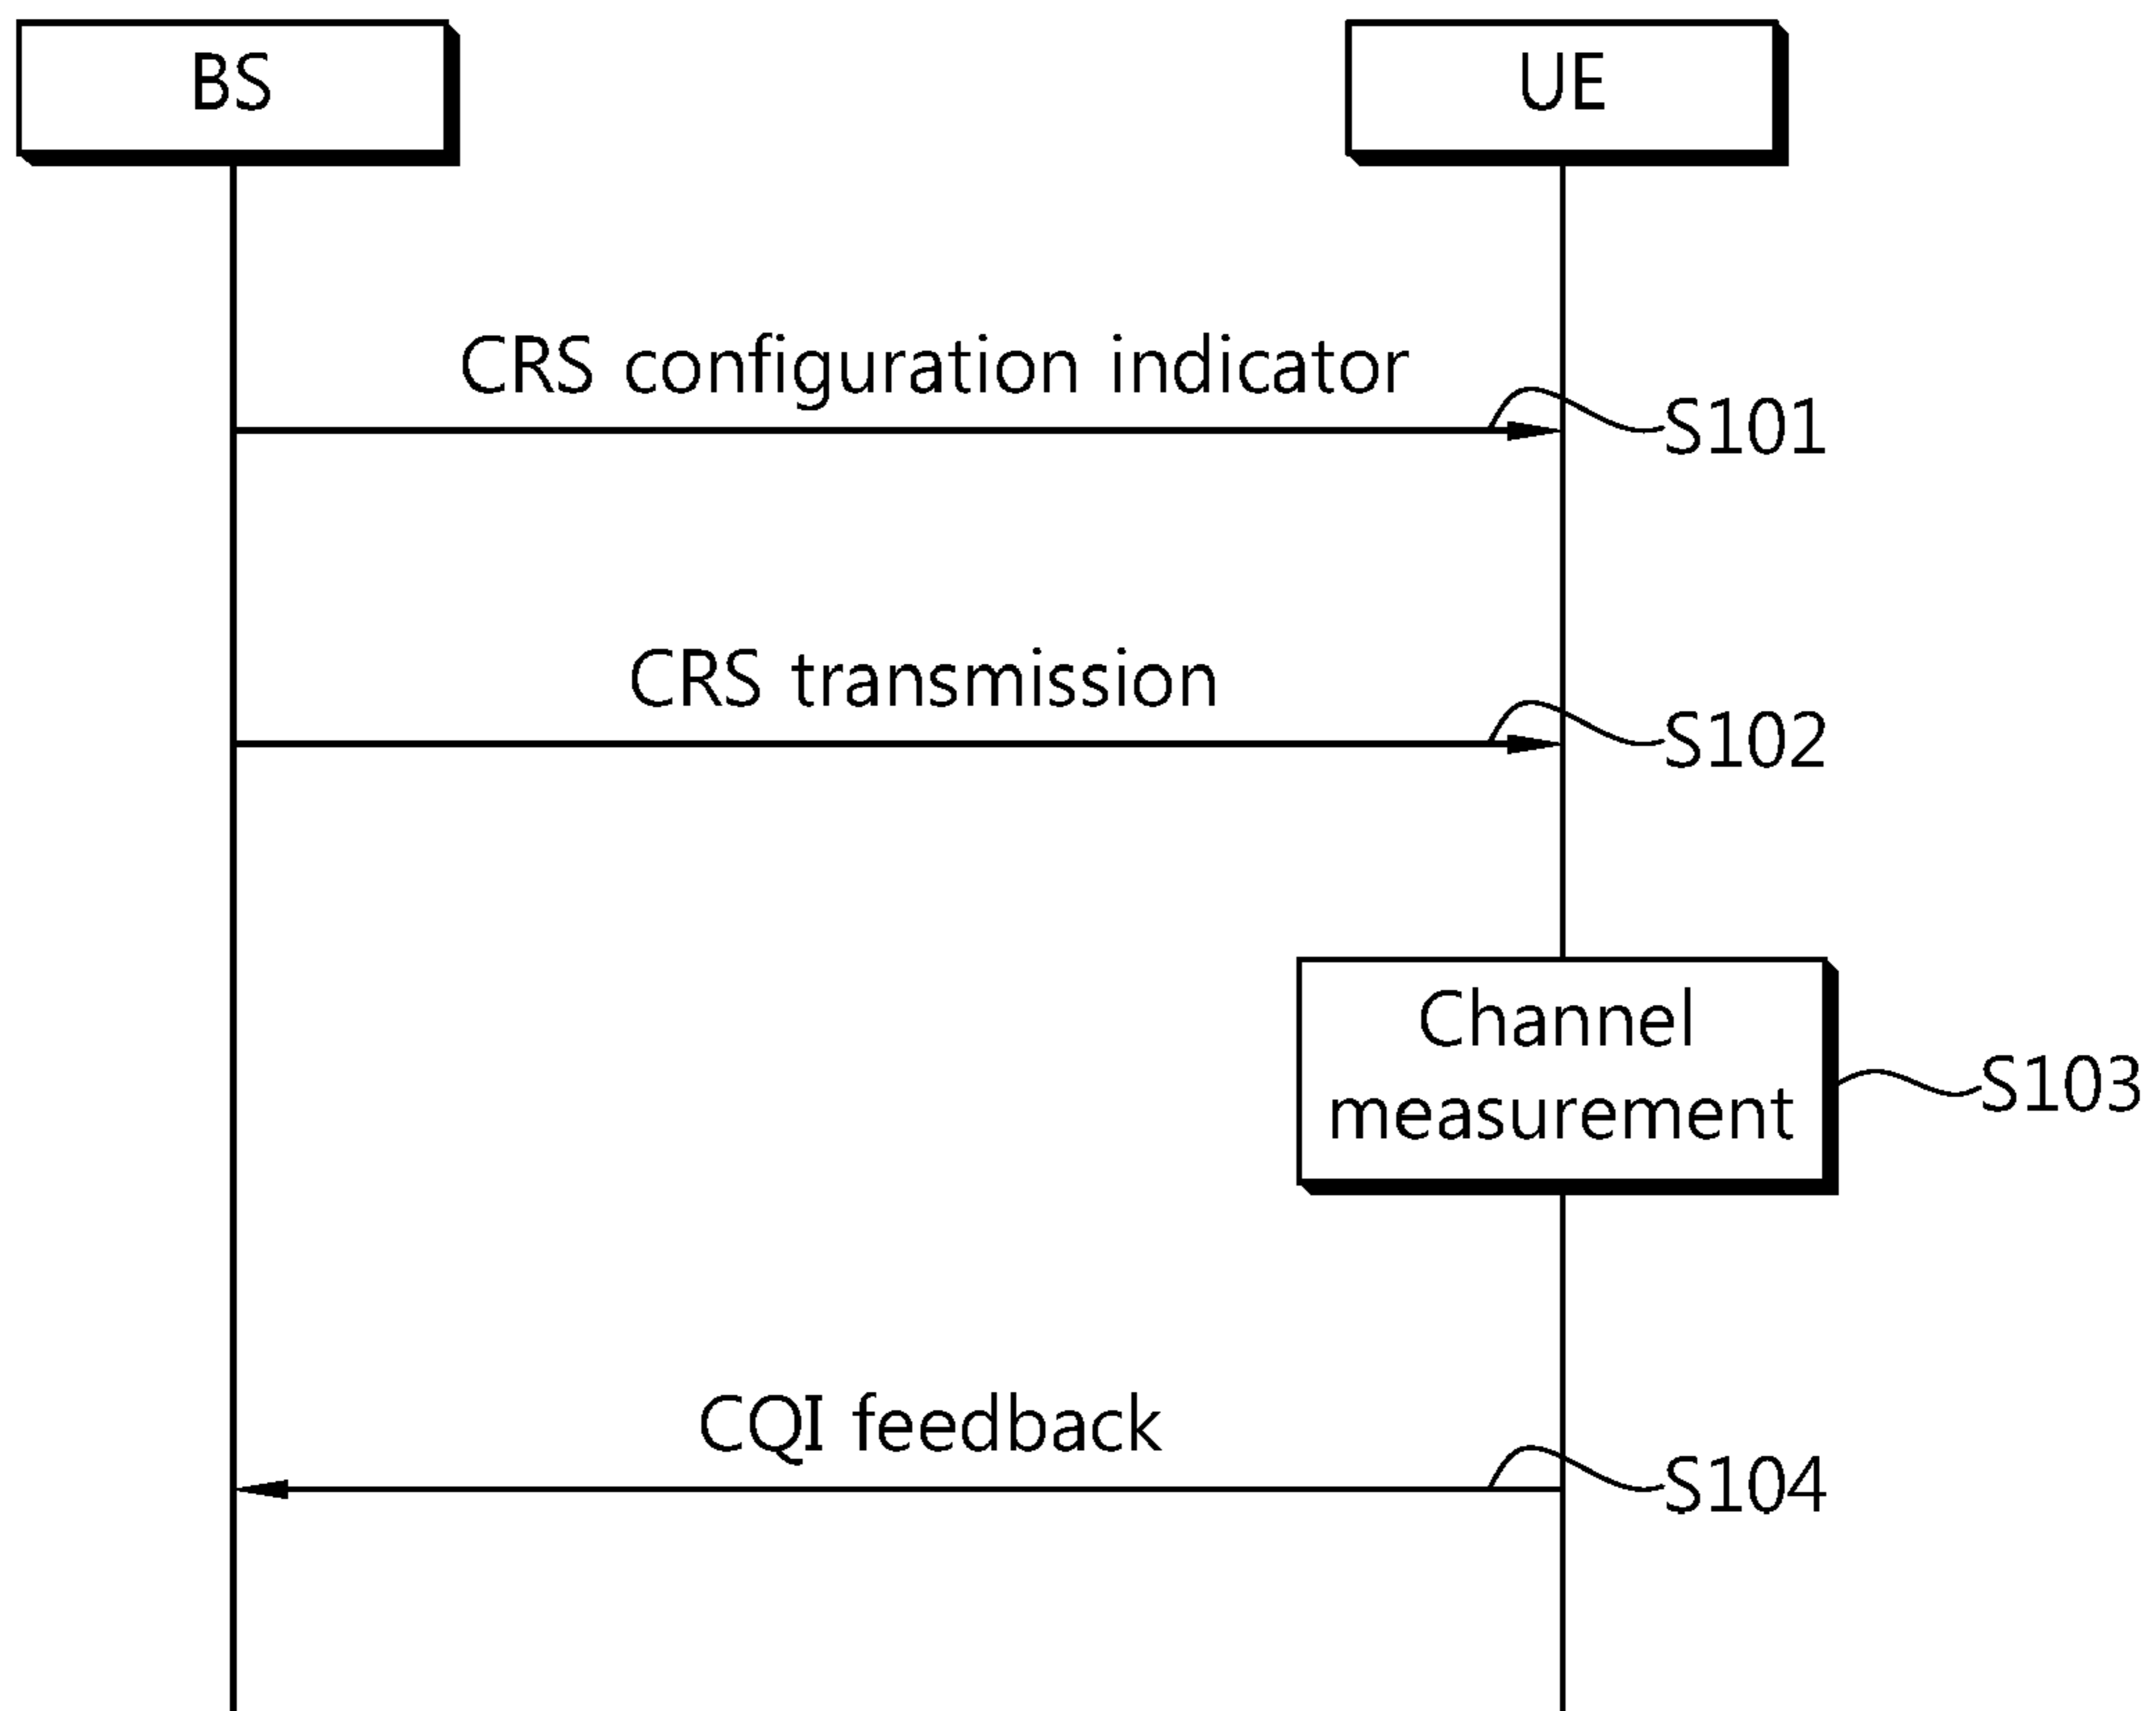 BS
UE
CRS configuration indicator
S101
CRS transmission
S102
Channel
measurement
S103
CQI feedback
S104